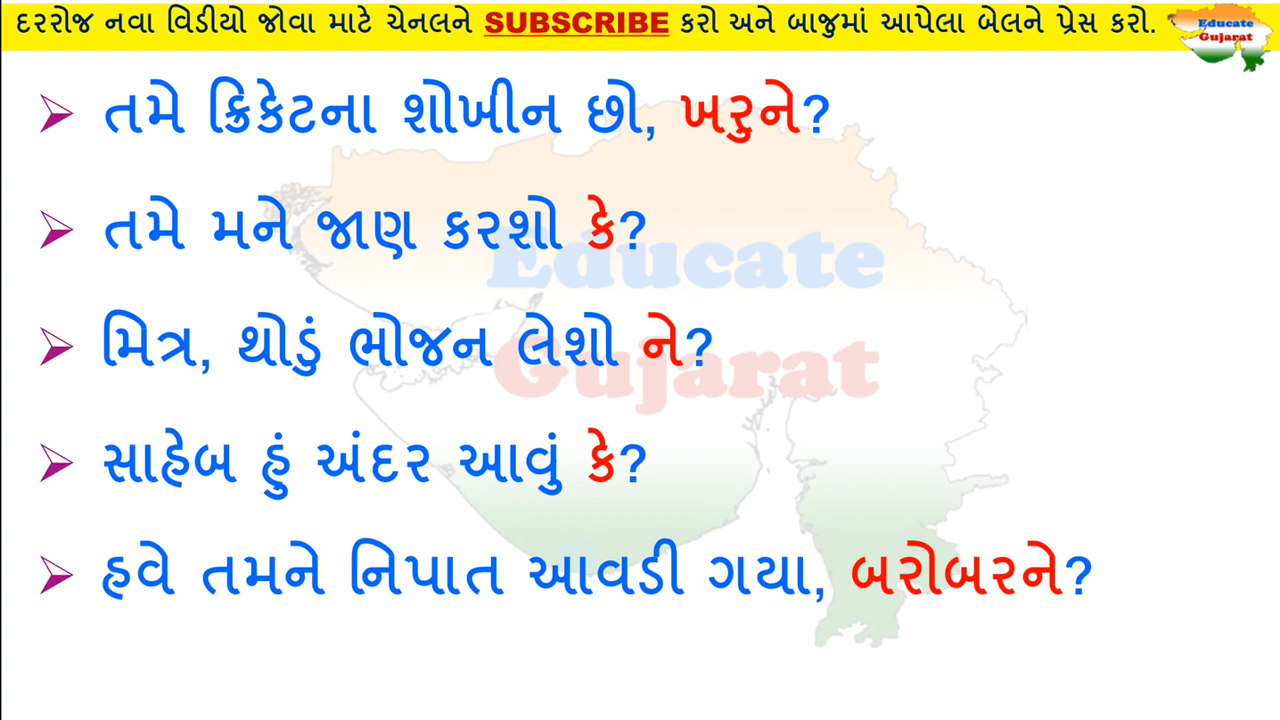 દરરોજ નવા વિડીયો જોવા માટે ચેનલને SUBSCRIBE કરો અને બાજુમાં આપેલા બેલને પ્રેસ કરો.
Educate
Gujarat
➢ તમે ક્રિકેટના શોખીન છો, ખરુને?
➢ તમે મને જાણ કરશો કે?
Educate
➢ મિત્ર, થોડું ભોજન લેશો ને?
Gujarat
➢ સાહેબ હું અંદર આવું કે?
➢ હવે તમને નિપાત આવડી ગયા, બરોબરને?